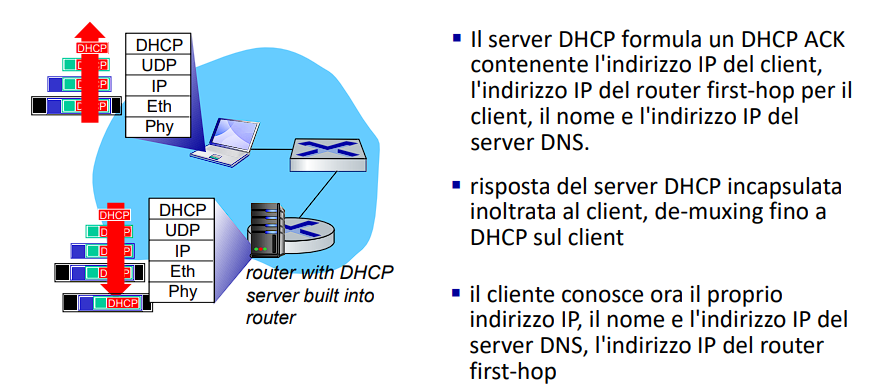 DHCP
DHCP
DHCP
DHCP
DHCP
UDP
IP
Eth
Phy
DHCP
DHCP
DHCP
DHCP
DHCP
DHCP
UDP
IP
Eth
Phy
router with DHCP
server built into
router
▪ Il server DHCP formula un DHCP ACK
contenente l'indirizzo IP del client,
l'indirizzo IP del router first-hop per il
client, il nome e l'indirizzo IP del
server DNS.
▪ risposta del server DHCP incapsulata
inoltrata al client, de-muxing fino a
DHCP sul client
▪ il cliente conosce ora il proprio
indirizzo IP, il nome e l'indirizzo IP del
server DNS, l'indirizzo IP del router
first-hop